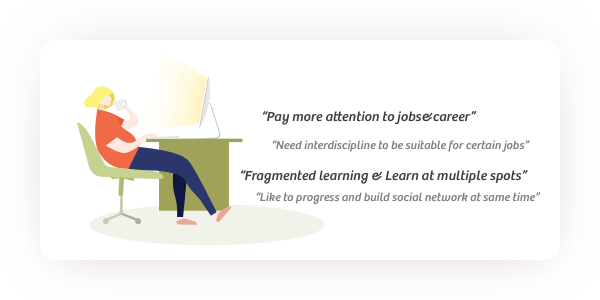 “Pay more attention to jobs&career”
“Need interdiscipline to be suitable for certain jobs”
“Fragmented learning & Learn at multiple spots”
“Like to progress and build social network at same time”